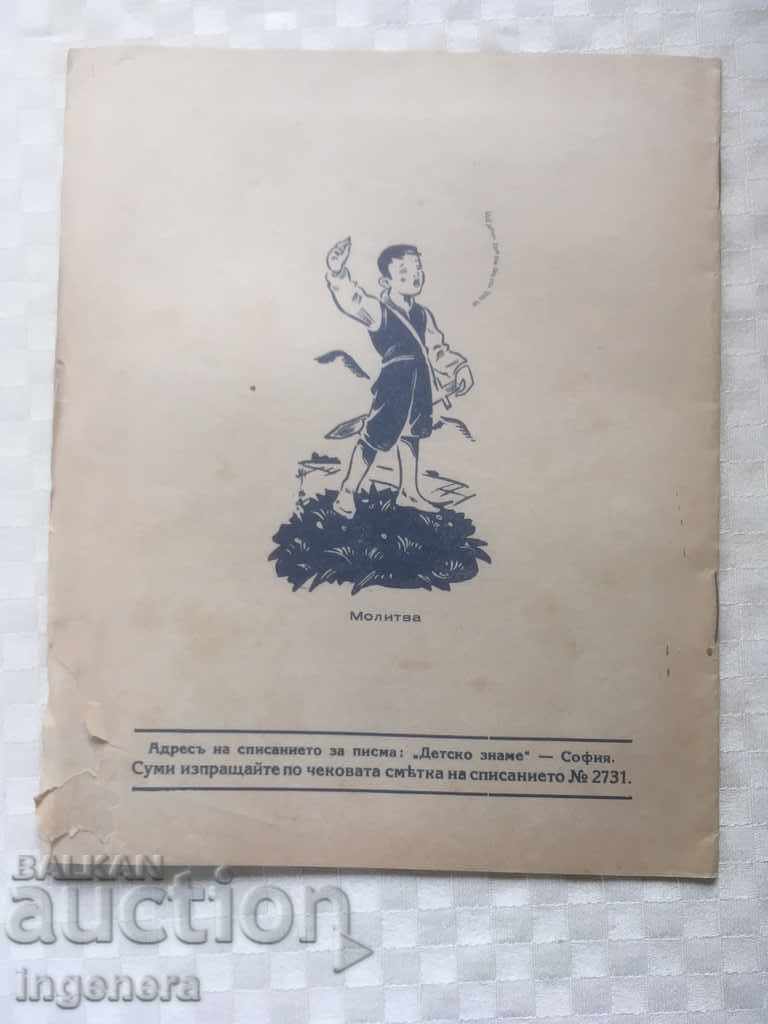 Молитва
Адресъ на списанието за писма: „Детско знаме“ — София.
Суми изпращайте по чековата смѣтка на списанието № 2731.
BALKAN
auction
ingenera